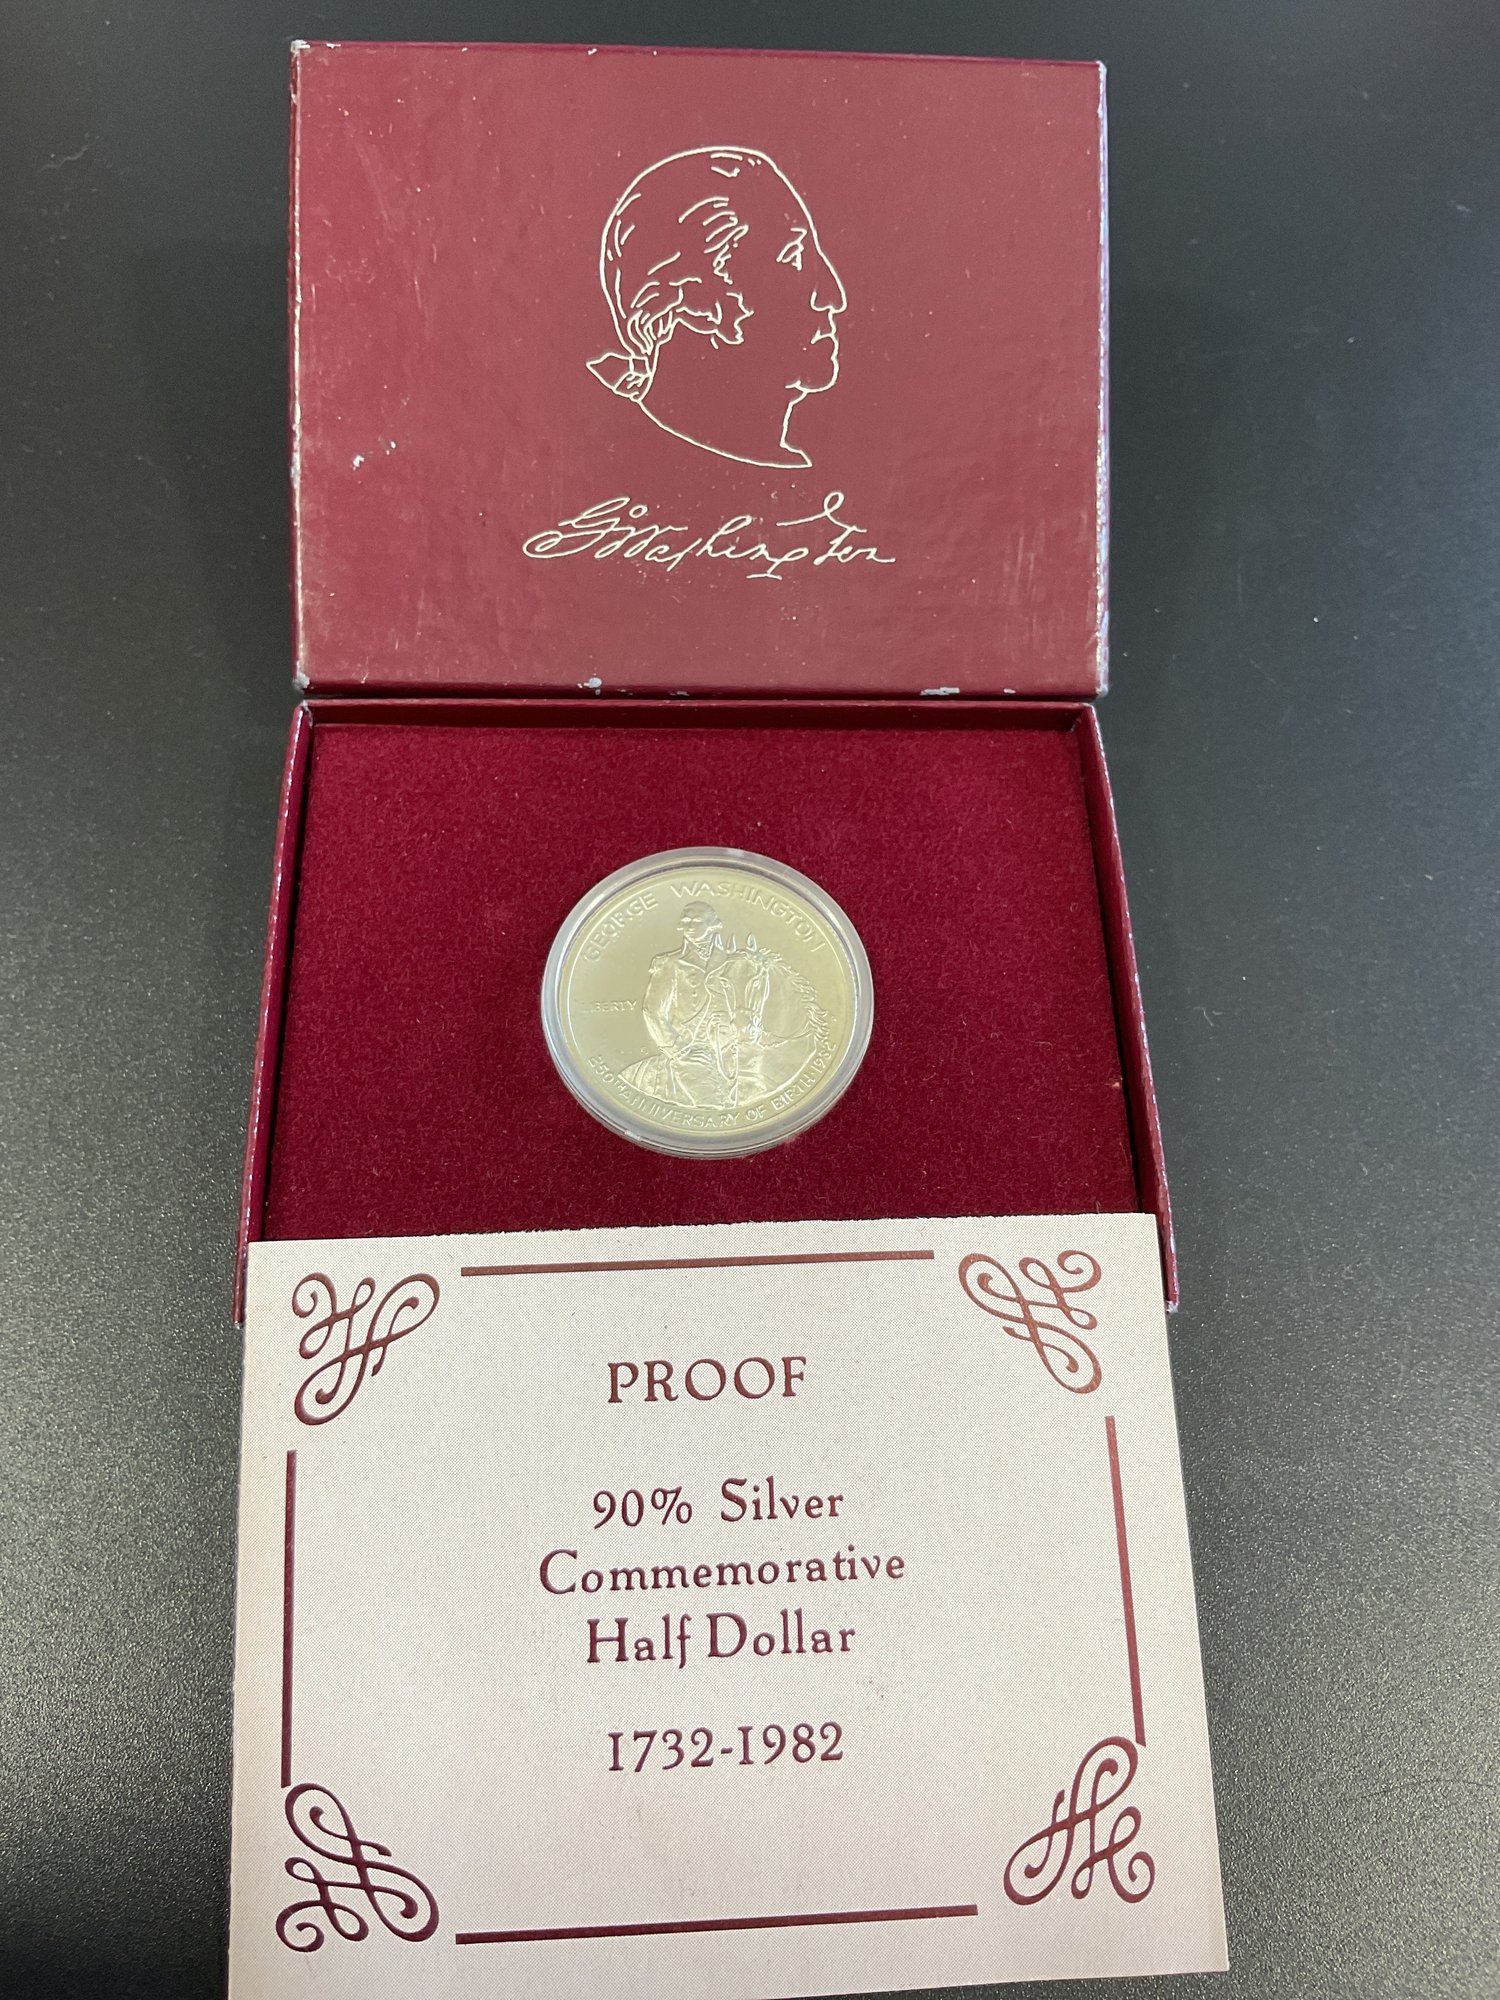 G Washington
GEORGE WASHINGTON
LIBERTY
250TH ANNIVERSARY OF BIRTH 1982
PROOF
90% Silver
Commemorative
Half Dollar
1732-1982